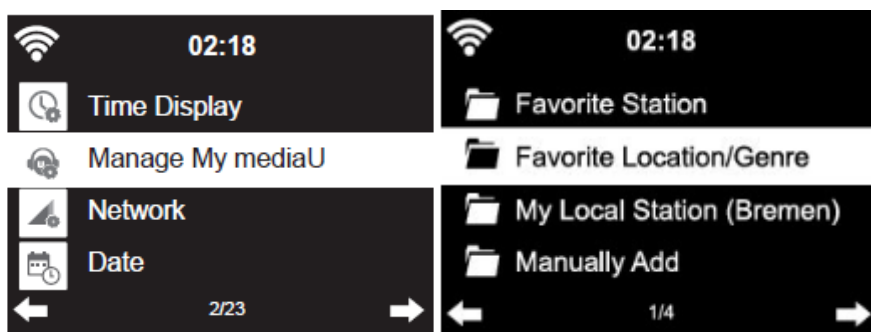 02:18
Time Display
Manage My mediaU
Network
Date
2/23
02:18
Favorite Station
Favorite Location/Genre
My Local Station (Bremen)
Manually Add
1/4